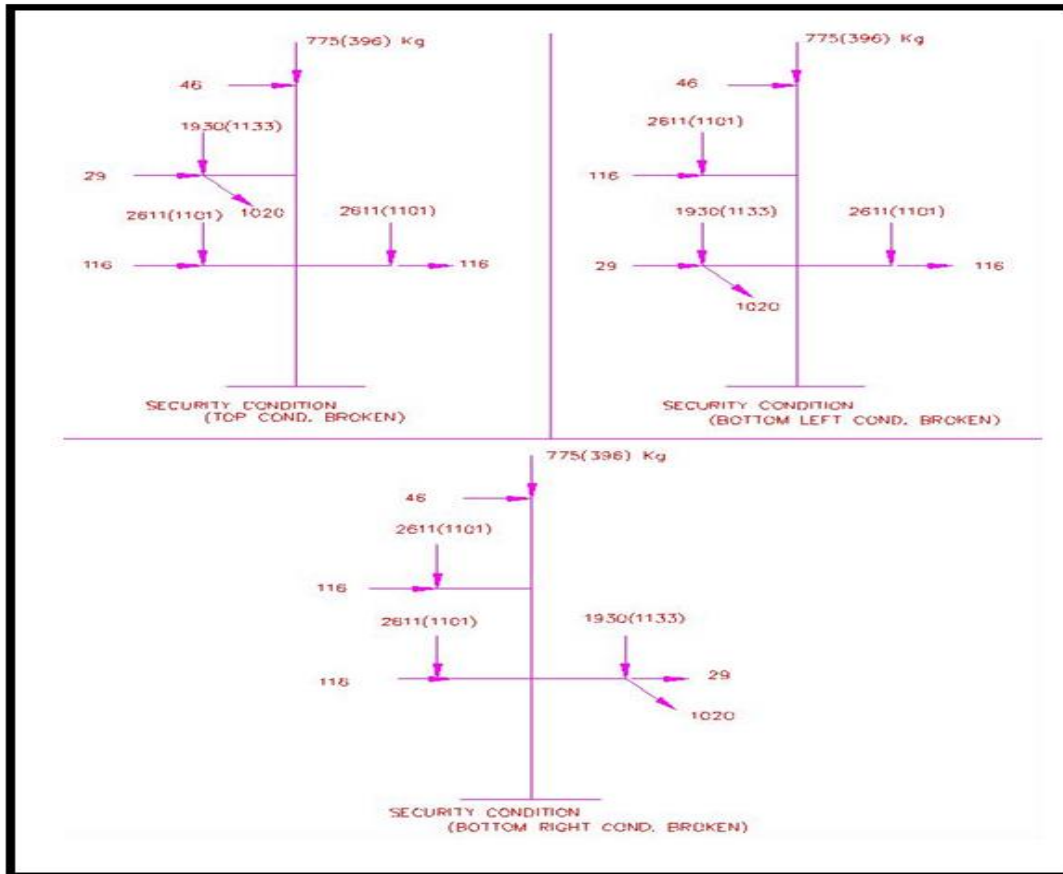 775(396) Kg
46
1930(1133)
29
1020
2611(1101)
2611(1101)
116
116
SECURITY CONDITION
(TOP COND. BROKEN)
775(396) Kg
46
2611(1101)
116
1930(1133)
2611(1101)
29
116
1020
SECURITY CONDITION
(BOTTOM LEFT COND. BROKEN)
775(396) Kg
46
2611(1101)
116
2611(1101)
1930(1133)
116
29
1020
SECURITY CONDITION
(BOTTOM RIGHT COND. BROKEN)